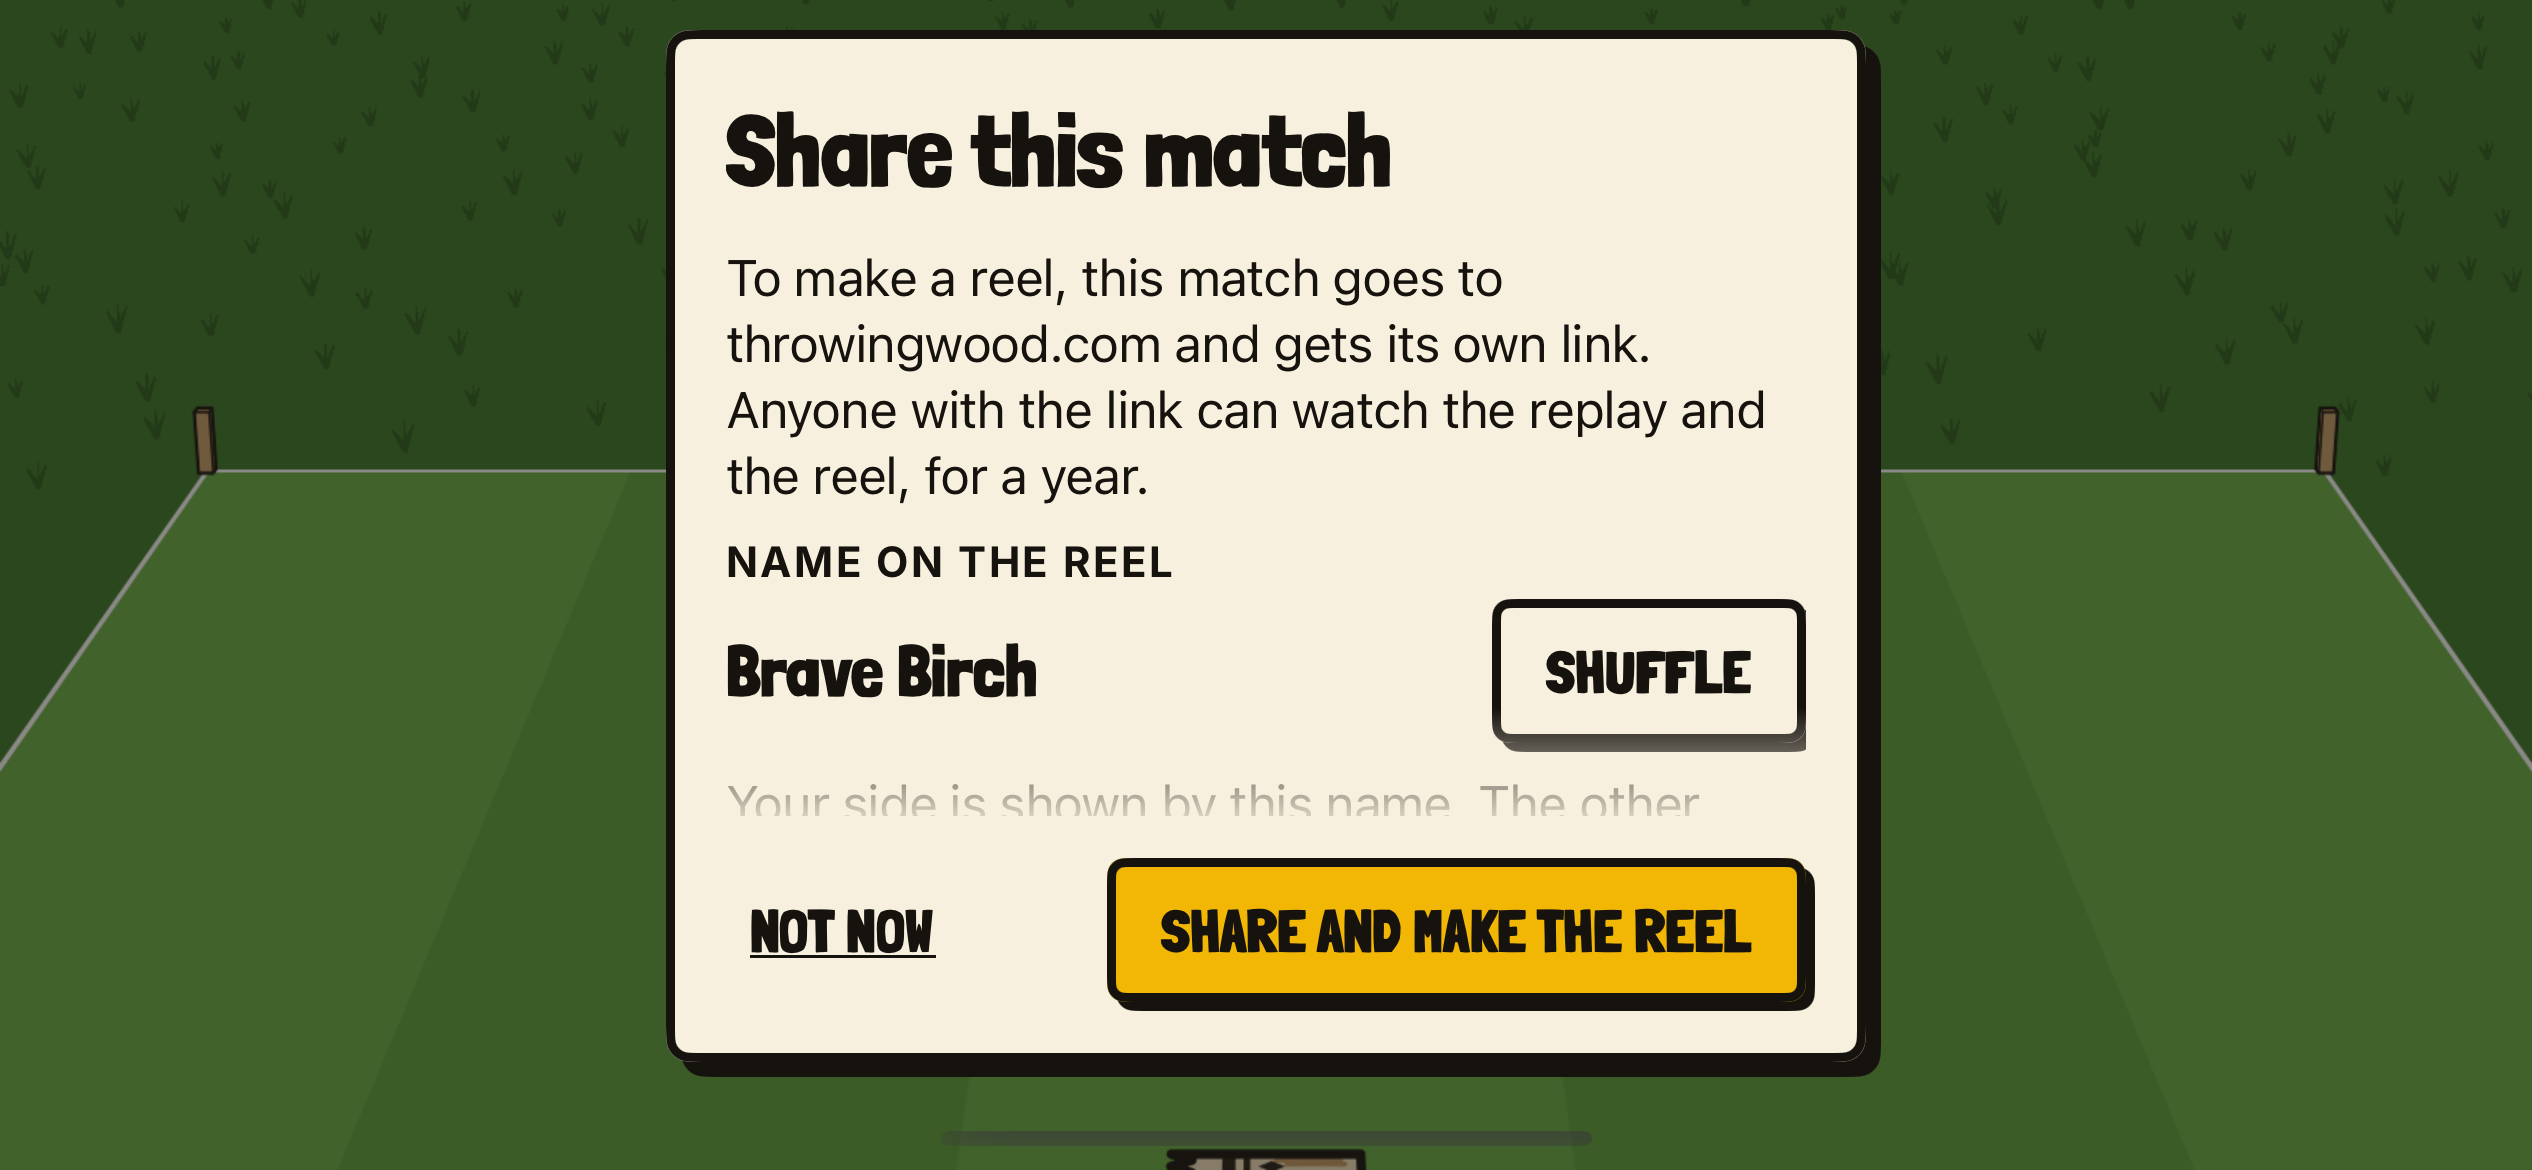 Share this match
To make a reel, this match goes to
throwingwood.com and gets its own link.
Anyone with the link can watch the replay and
the reel, for a year.
NAME ON THE REEL
Brave Birch
SHUFFLE
Your side is shown by this name. The other
NOT NOW
SHARE AND MAKE THE REEL